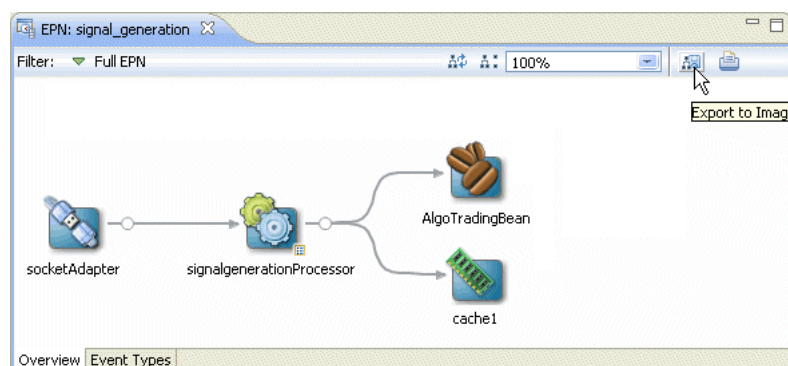 EPN: signal_generation
Filter: Full EPN 100%
Export to Imag
AlgoTradingBean
socketAdapter signalgenerationProcessor
cache1
Overview Event Types